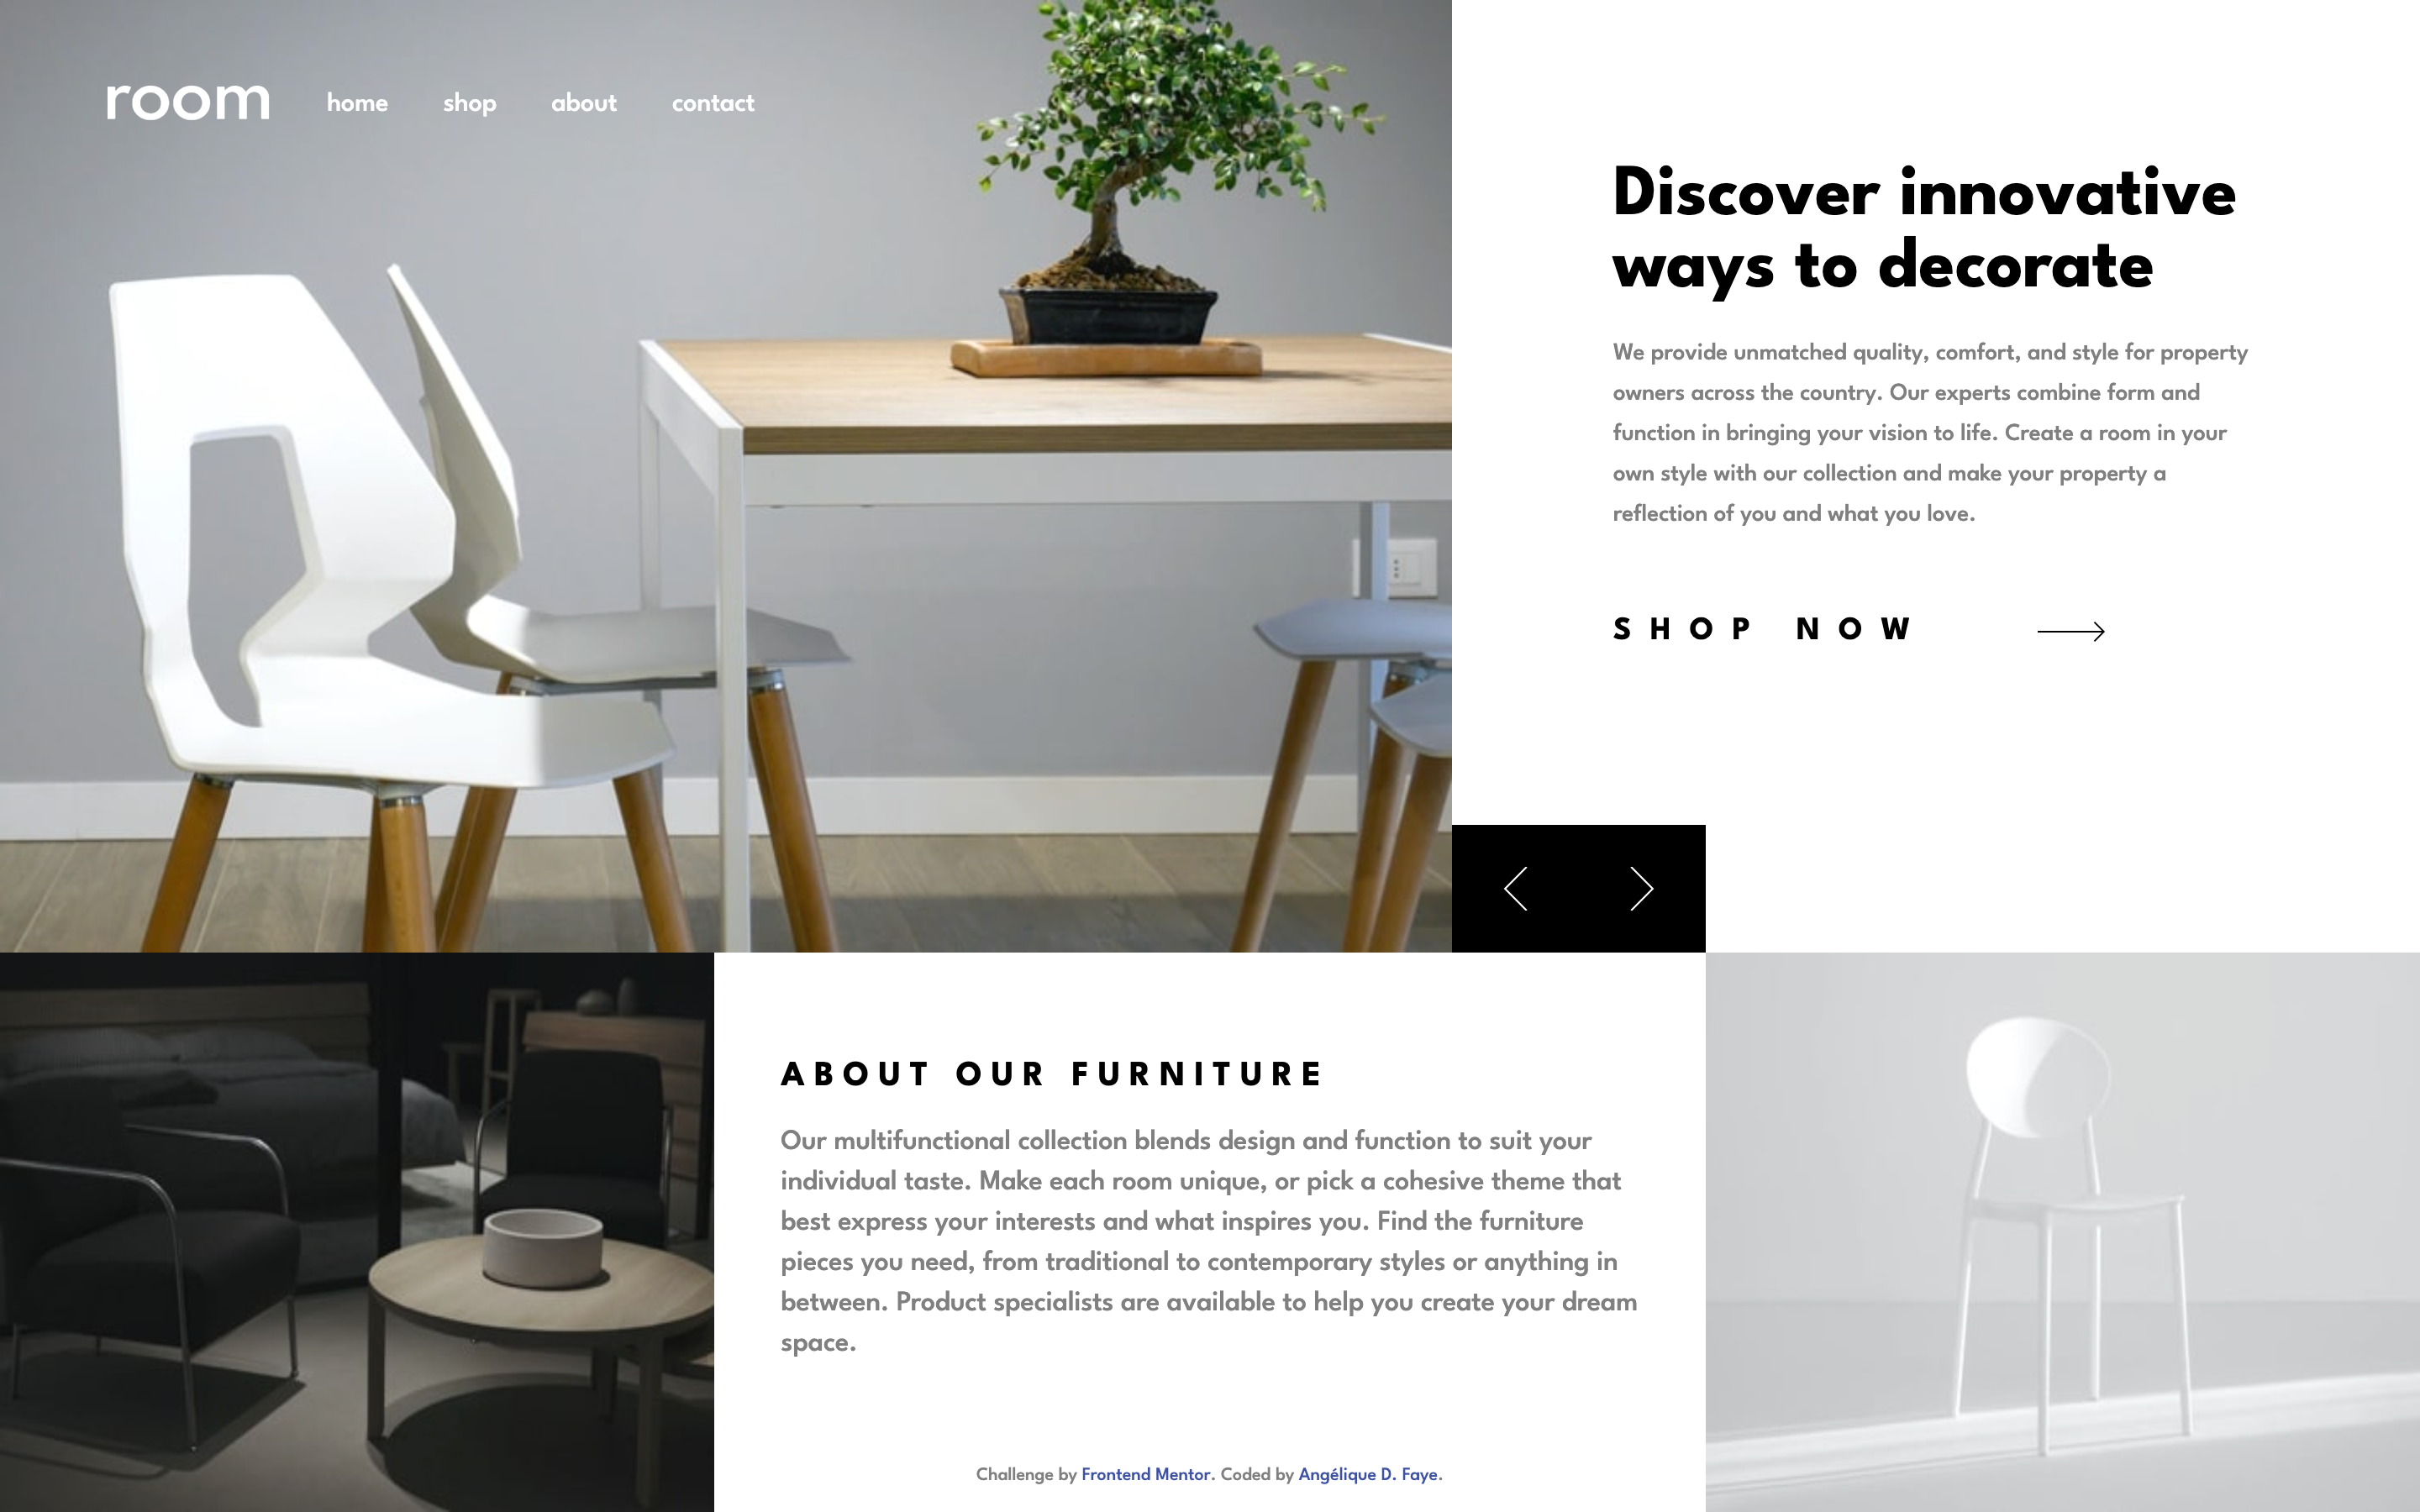 room
home
shop
about
contact
Discover innovative
ways to decorate
We provide unmatched quality, comfort, and style for property
owners across the country. Our experts combine form and
function in bringing your vision to life. Create a room in your
own style with our collection and make your property a
reflection of you and what you love.
SHOP NOW
ABOUT OUR FURNITURE
Our multifunctional collection blends design and function to suit your
individual taste. Make each room unique, or pick a cohesive theme that
best express your interests and what inspires you. Find the furniture
pieces you need, from traditional to contemporary styles or anything in
between. Product specialists are available to help you create your dream
space.
Challenge by Frontend Mentor. Coded by Angélique D. Faye.